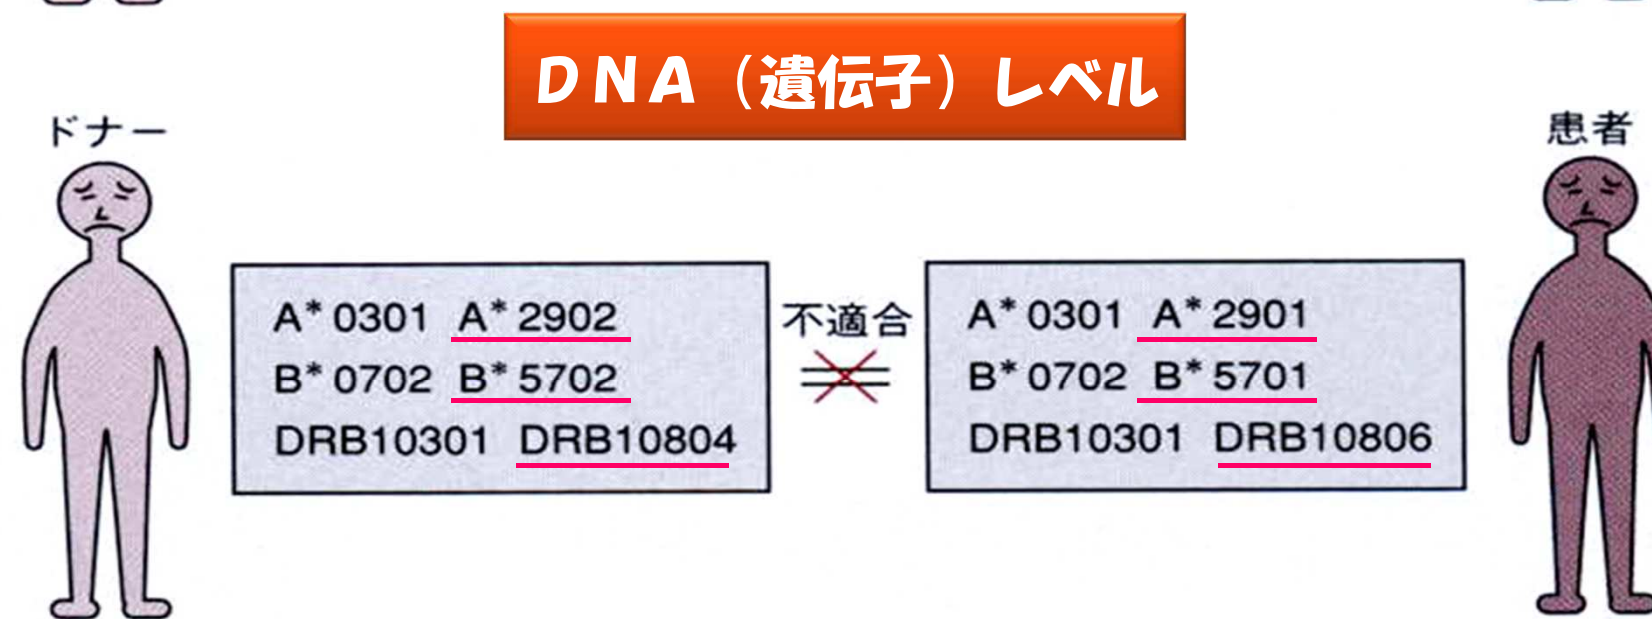 DNA（遺伝子）レベル
ドナー
患者
A* 0301 A* 2902
B* 0702 B* 5702
DRB10301 DRB10804
不適合
A* 0301 A* 2901
B* 0702 B* 5701
DRB10301 DRB10806